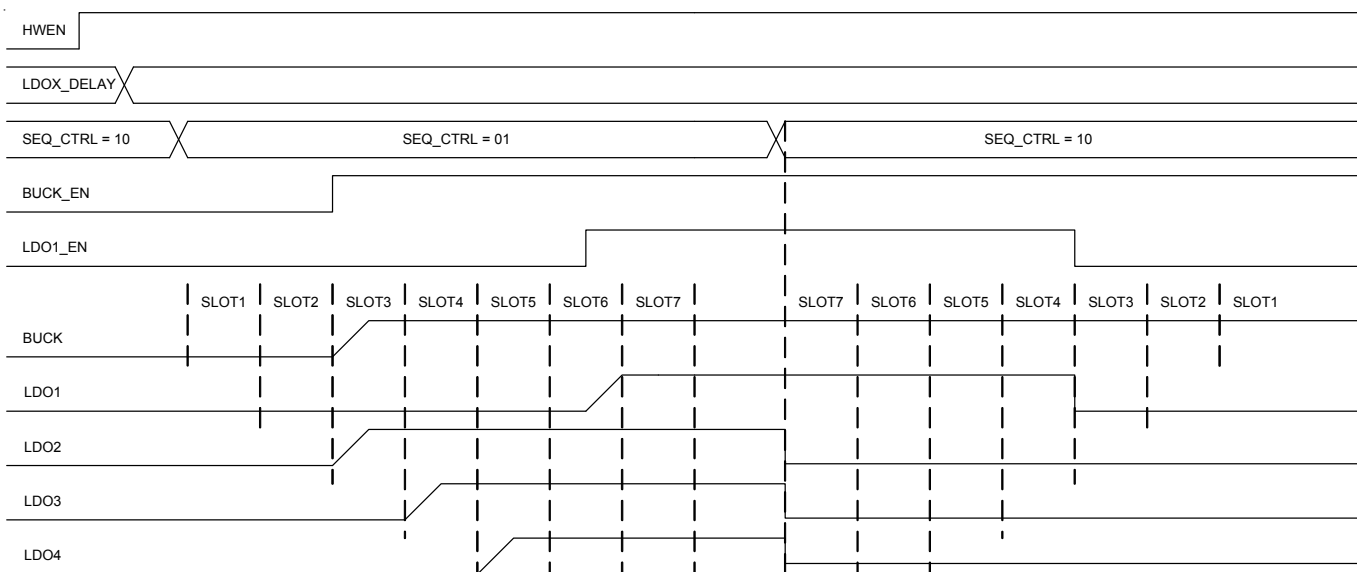 HWEN
LDOX_DELAY
SEQ_CTRL = 10 SEQ_CTRL = 01 SEQ_CTRL = 10
BUCK_EN
LDO1_EN
SLOT1 SLOT2 SLOT3 SLOT4 SLOT5 SLOT6 SLOT7 SLOT7 SLOT6 SLOT5 SLOT4 SLOT3 SLOT2 SLOT1
BUCK
LDO1
LDO2
LDO3
LDO4